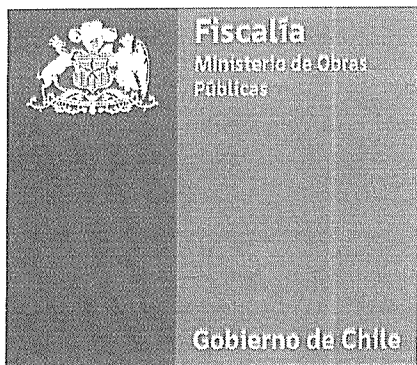 Fiscalía
Ministerio de Obras
Públicas
Gobierno de Chile